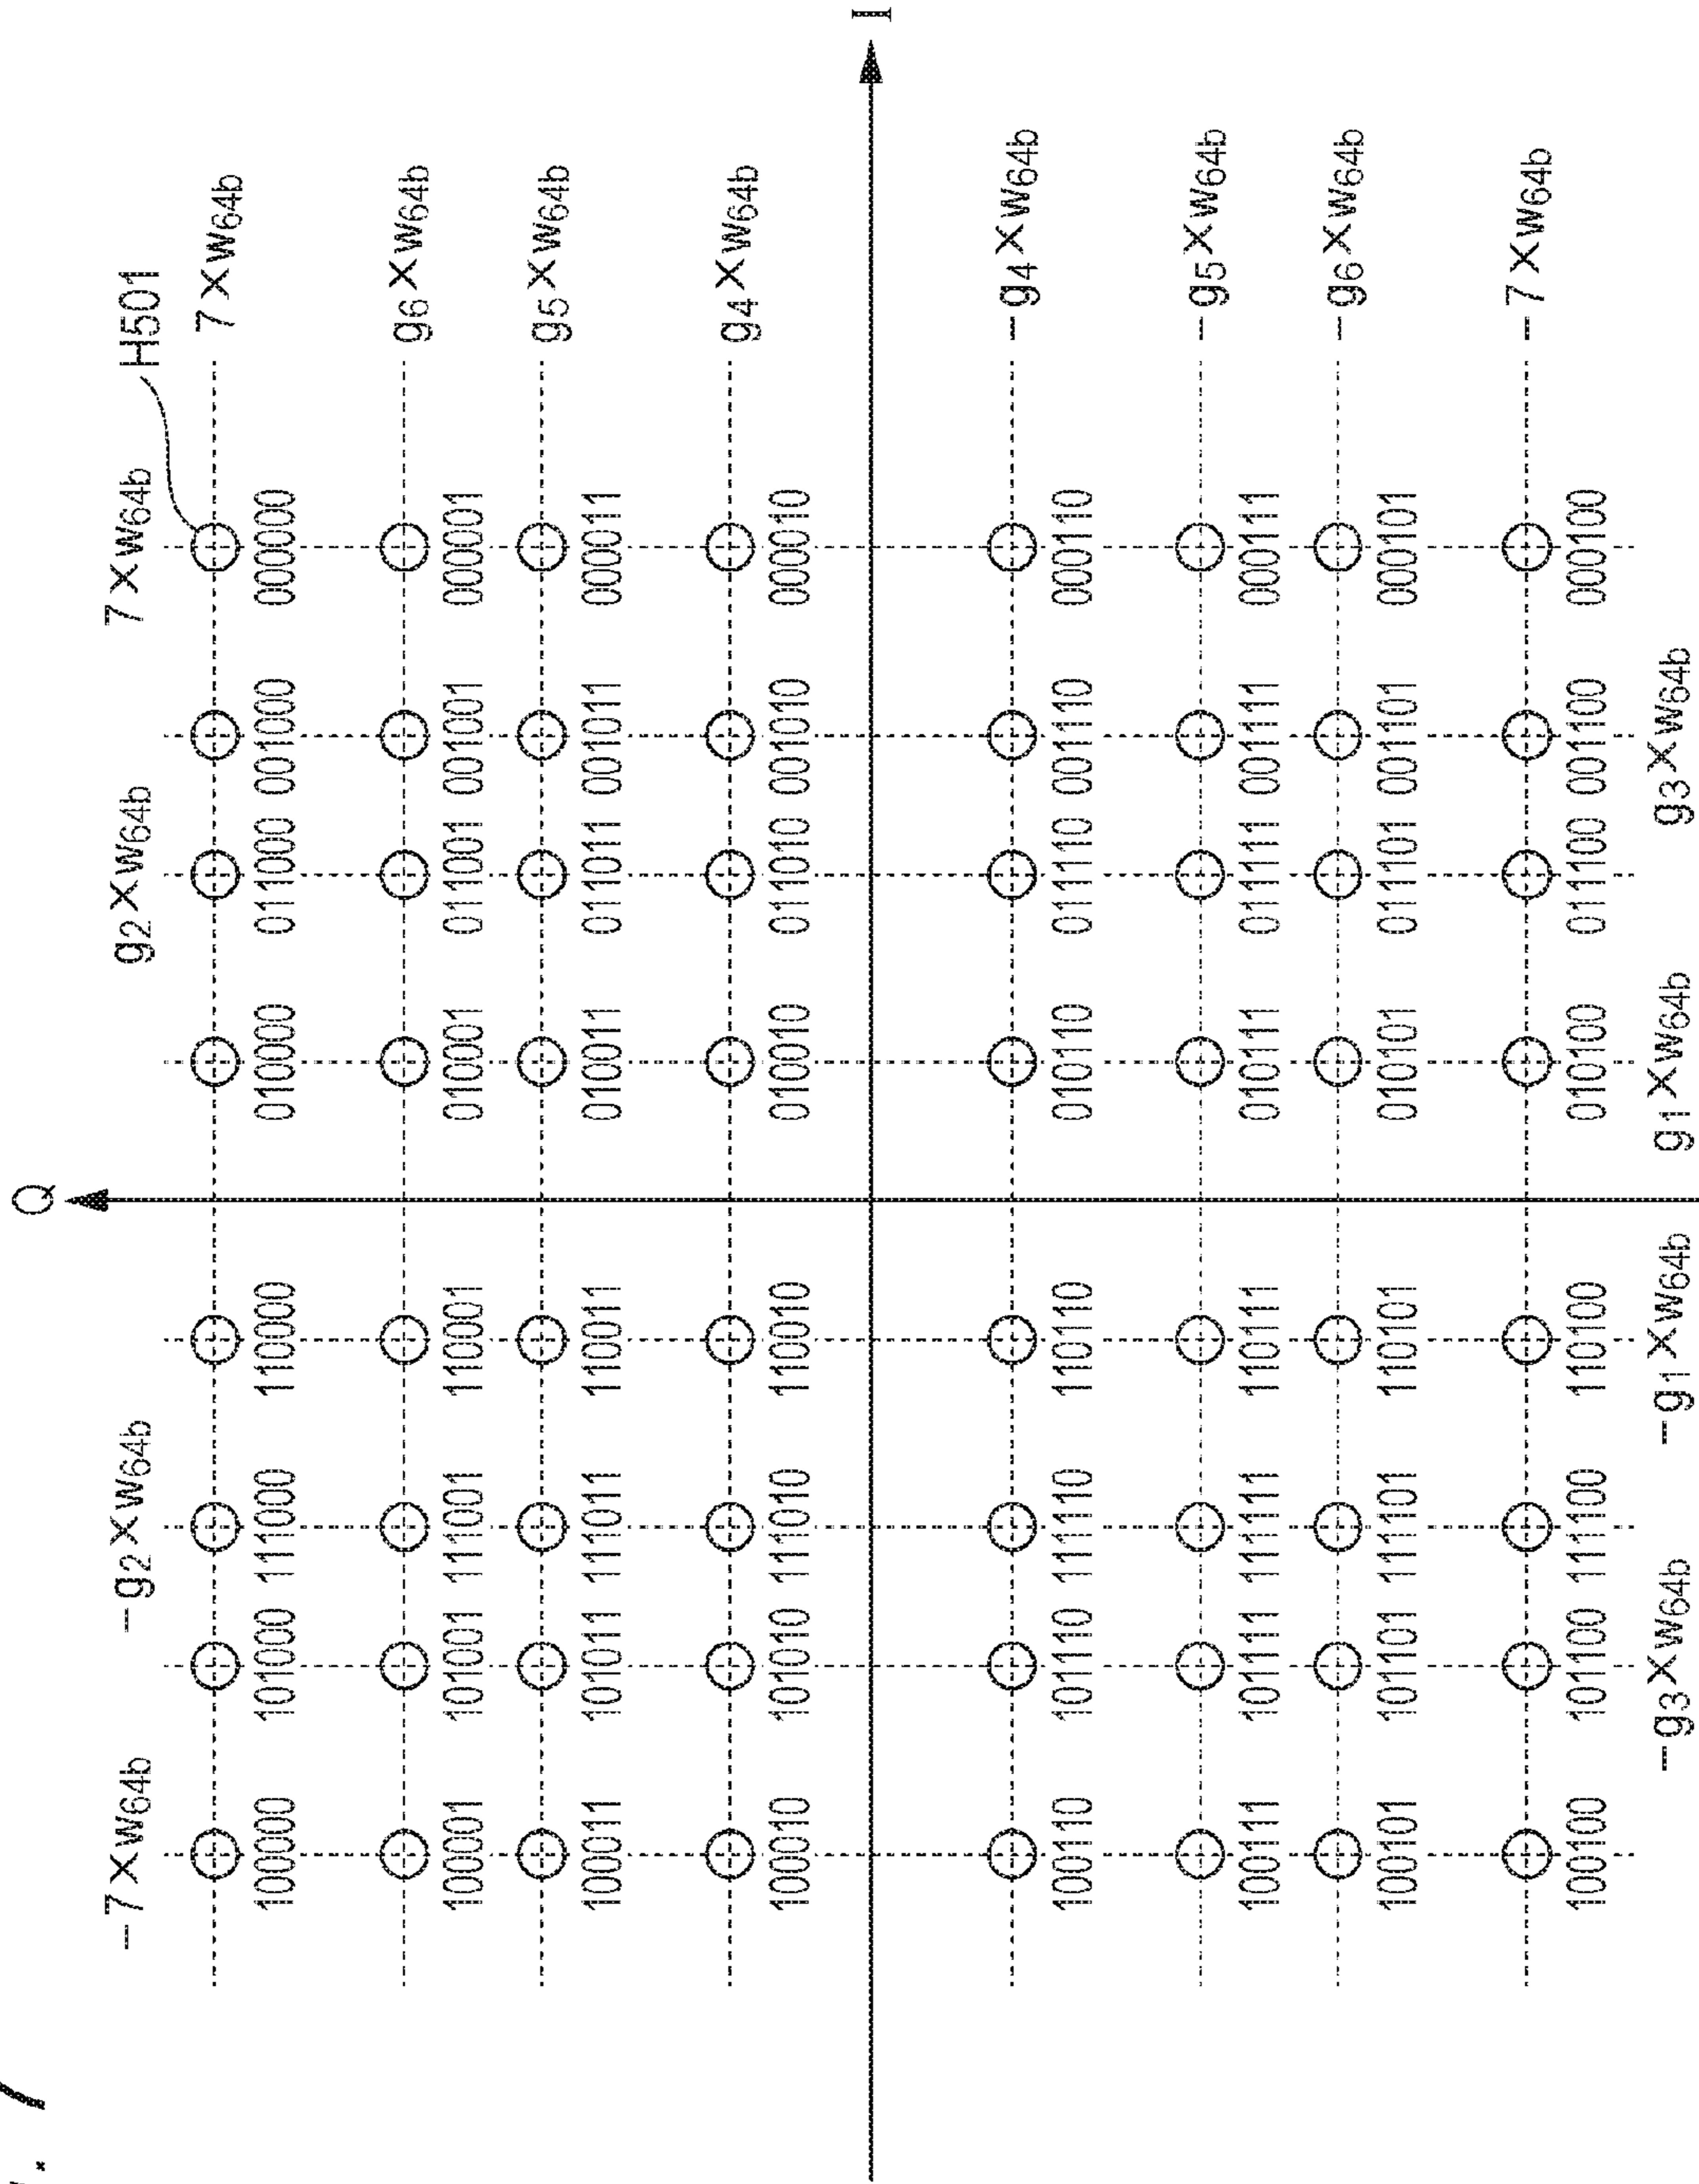 . 7
Q
−7×w64b −g2×w64b g2×w64b 7×w64b H501
7×w64b
100000 101000 111000 110000 010000 011000 001000 000000
g6×w64b
100001 101001 111001 110001 010001 011001 001001 000001
g5×w64b
100011 101011 111011 110011 010011 011011 001011 000011
g4×w64b
100010 101010 111010 110010 010010 011010 001010 000010
I
−g4×w64b
100110 101110 111110 110110 010110 011110 001110 000110
−g5×w64b
100111 101111 111111 110111 010111 011111 001111 000111
−g6×w64b
100101 101101 111101 110101 010101 011101 001101 000101
−7×w64b
100100 101100 111100 110100 010100 011100 001100 000100
−g3×w64b −g1×w64b g1×w64b g3×w64b